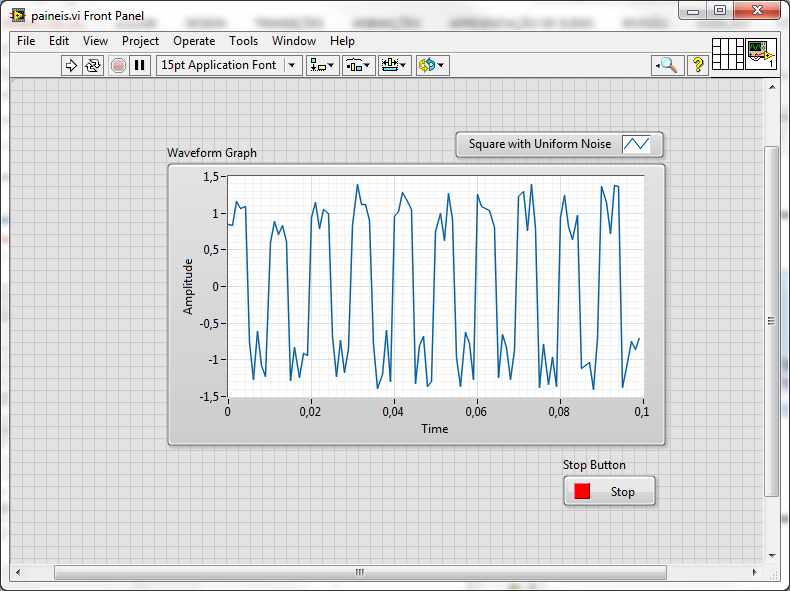 paineis.vi Front Panel
File Edit View Project Operate Tools Window Help
15pt Application Font
1
Square with Uniform Noise
Waveform Graph
1,5
1
0,5
0
-0,5
-1
-1,5
Amplitude
0 0,02 0,04 0,06 0,08 0,1
Time
Stop Button
Stop